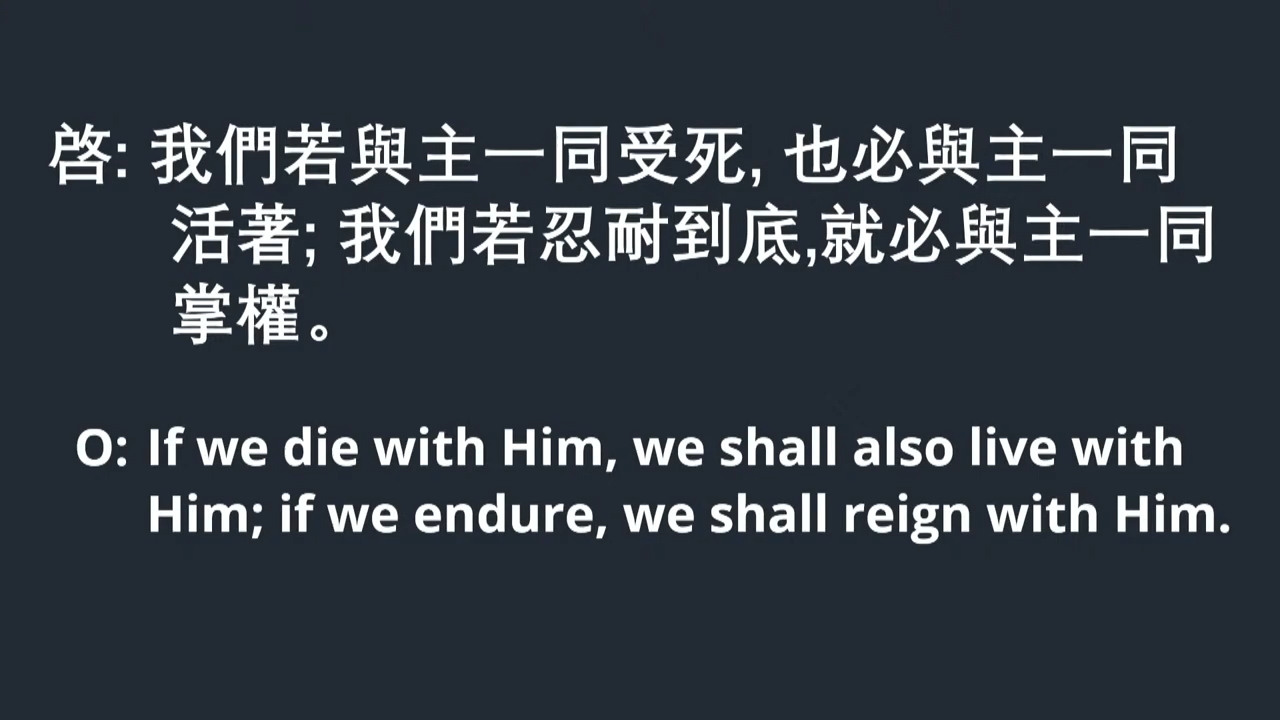 啓: 我們若與主一同受死, 也必與主一同
活著; 我們若忍耐到底,就必與主一同
掌權。
O: If we die with Him, we shall also live with
Him; if we endure, we shall reign with Him.